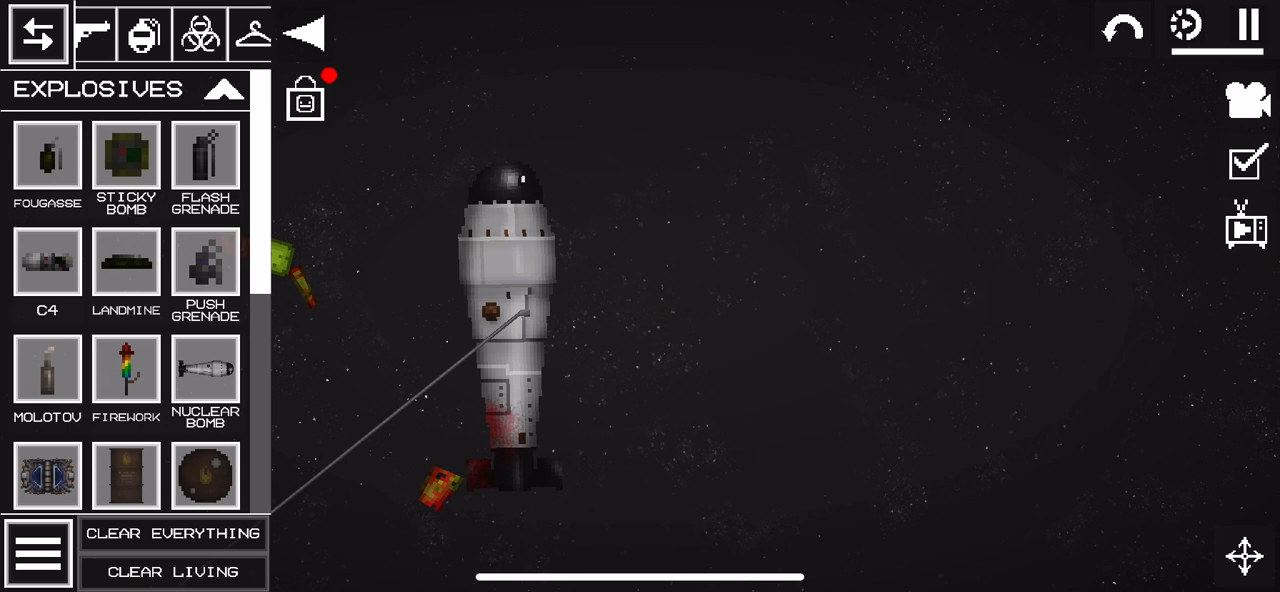 EXPLOSIVES
FOUGASSE
STICKY
BOMB
FLASH
GRENADE
C4
LANDMINE
PUSH
GRENADE
MOLOTOV
FIREWORK
NUCLEAR
BOMB
CLEAR EVERYTHING
CLEAR LIVING